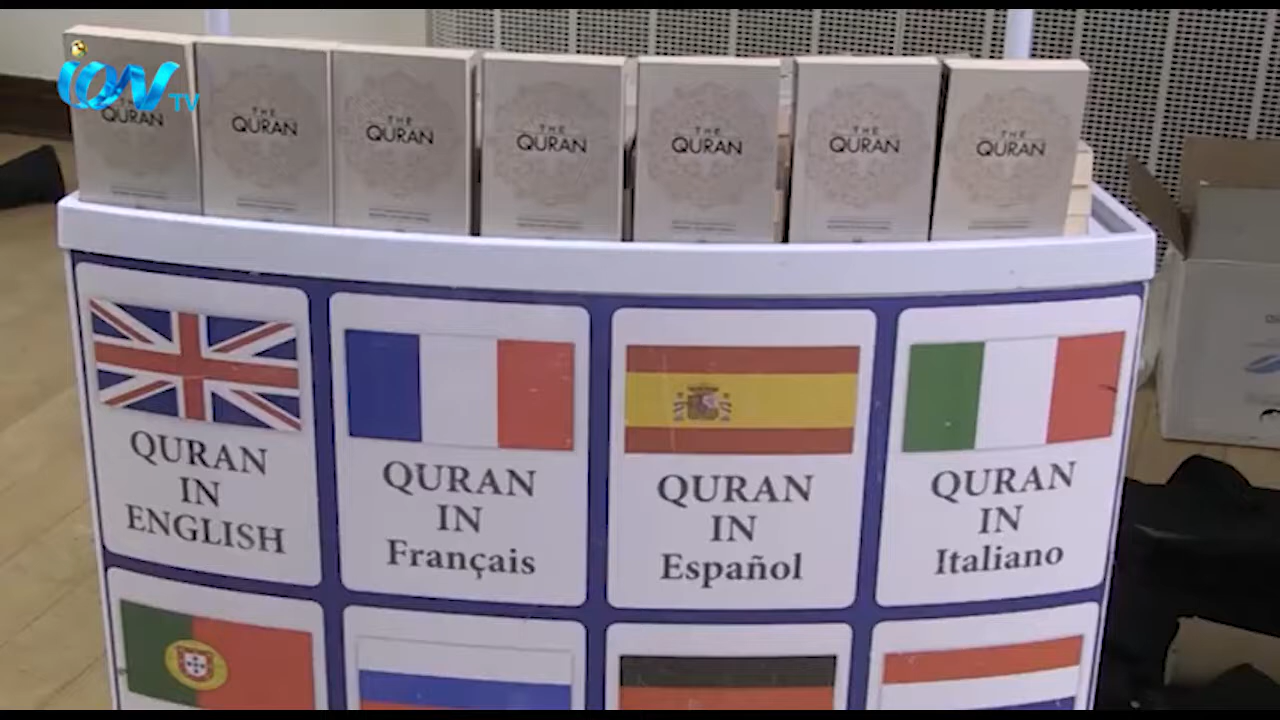 iON TV
THE
QURAN
THE
QURAN
THE
QURAN
THE
QURAN
THE
QURAN
THE
QURAN
THE
QURAN
QURAN
IN
ENGLISH
QURAN
IN
Français
QURAN
IN
Español
QURAN
IN
Italiano